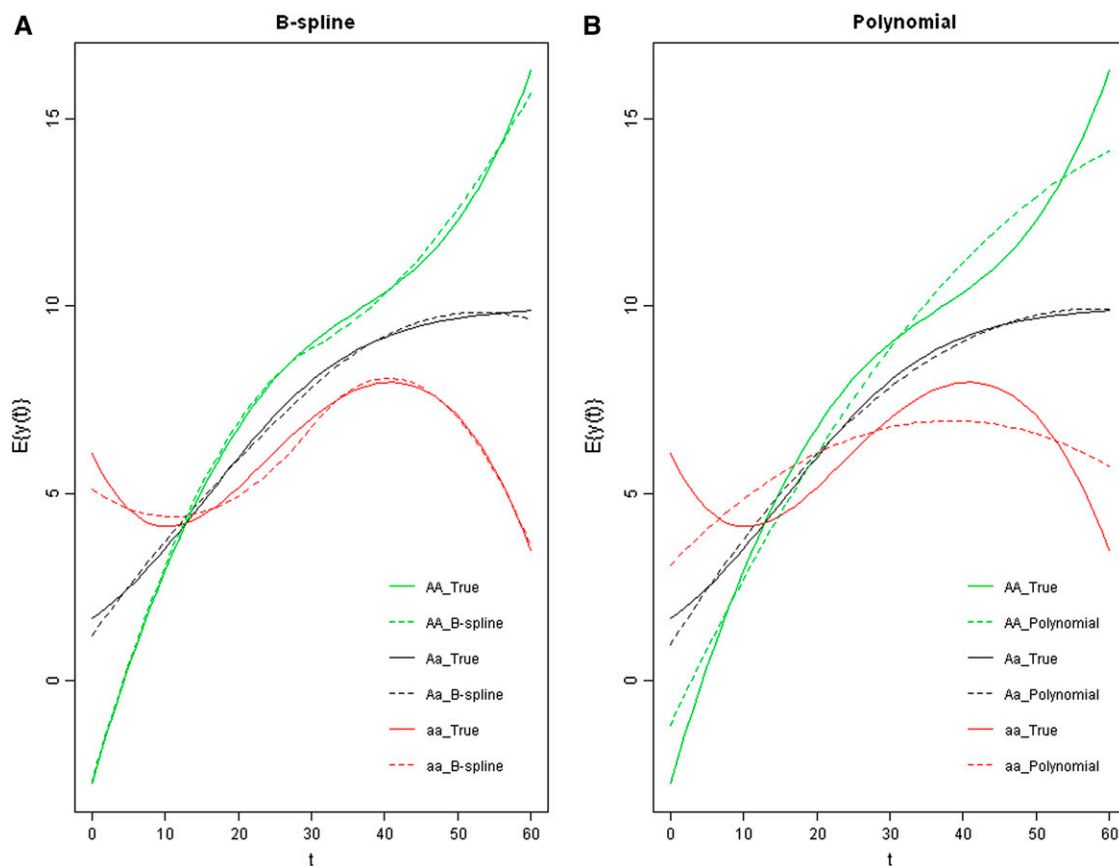 A
B-spline
E{y(t)}
15
10
5
0
AA_True
AA_B-spline
Aa_True
Aa_B-spline
aa_True
aa_B-spline
0 10 20 30 40 50 60
t
B
Polynomial
E{y(t)}
15
10
5
0
AA_True
AA_Polynomial
Aa_True
Aa_Polynomial
aa_True
aa_Polynomial
0 10 20 30 40 50 60
t